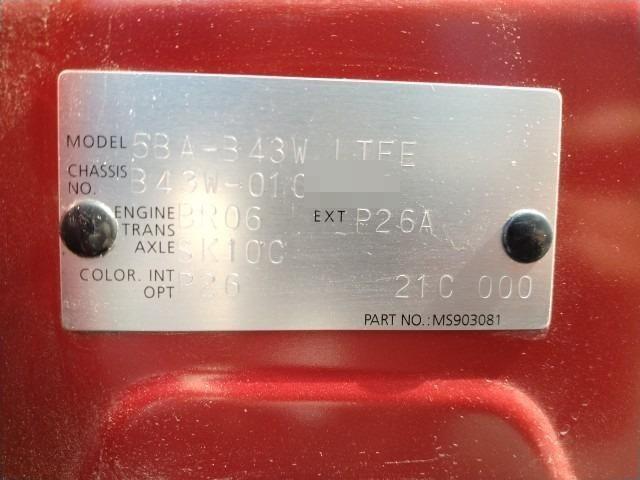 MODEL 5BA-B43W LTFE
CHASSIS NO. B43W-010
ENGINE BR06 EXT P26A
TRANS AXLE SK10C
COLOR. INT P26
OPT 21C 000
PART NO.:MS903081